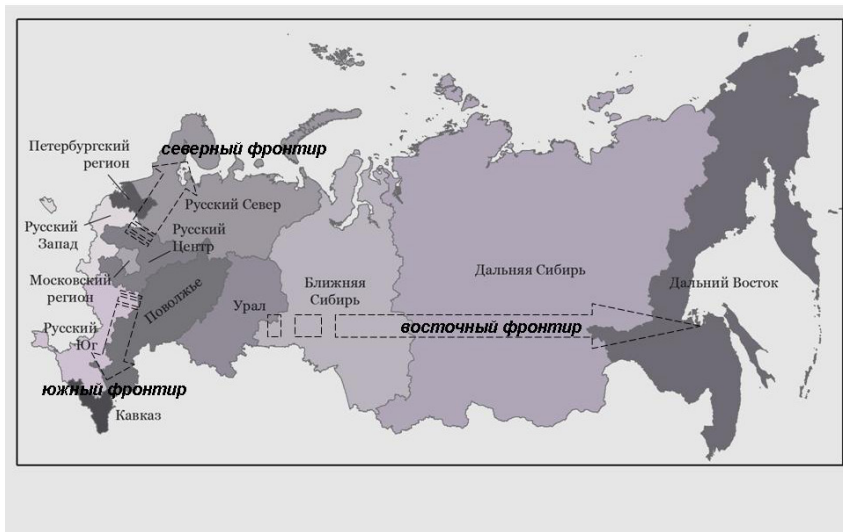 северный фронтир
Петербургский
регион
Русский Север
Русский
Запад
Русский
Центр
Московский
регион
Поволжье
Урал
Ближняя
Сибирь
Дальняя Сибирь
Дальний Восток
восточный фронтир
Русский
Юг
южный фронтир
Кавказ